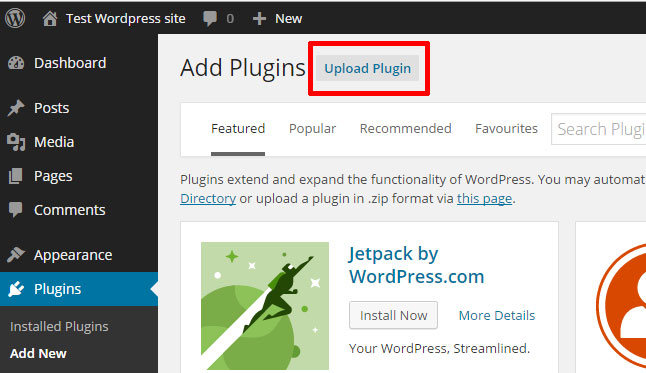 Test Wordpress site 0 New
Dashboard
Posts
Media
Pages
Comments
Appearance
Plugins
Installed Plugins
Add New
Add Plugins Upload Plugin
Featured Popular Recommended Favourites Search Plugi
Plugins extend and expand the functionality of WordPress. You may automat
Directory or upload a plugin in .zip format via this page.
Jetpack by
WordPress.com
Install Now More Details
Your WordPress, Streamlined.